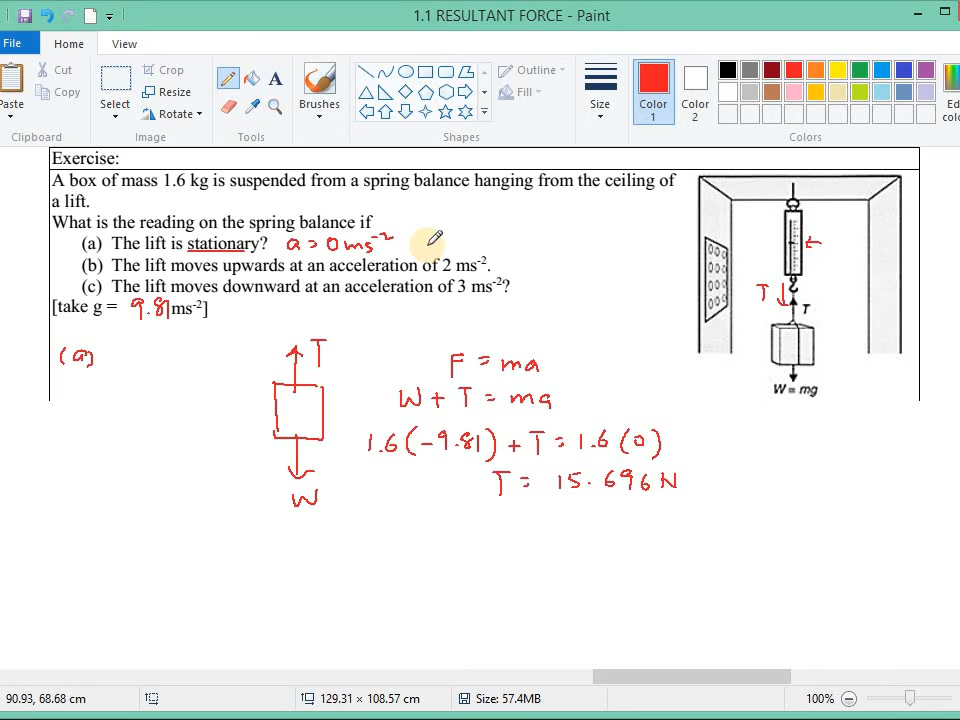 1.1 RESULTANT FORCE - Paint
File
Home
View
Paste
Cut
Copy
Clipboard
Select
Crop
Resize
Rotate
Image
A
Tools
Brushes
Shapes
Outline
Fill
Size
Color 1
Color 2
Colors
Exercise:
A box of mass 1.6 kg is suspended from a spring balance hanging from the ceiling of
a lift.
What is the reading on the spring balance if
(a) The lift is stationary? a = 0 ms⁻²
(b) The lift moves upwards at an acceleration of 2 ms⁻².
(c) The lift moves downward at an acceleration of 3 ms⁻²?
[take g = 9.81 ms⁻²]
T
T
W = mg
(a)
T
W
F = ma
W + T = ma
1.6(-9.81) + T = 1.6(0)
T = 15.696 N
90.93, 68.68 cm
129.31 × 108.57 cm
Size: 57.4MB
100%